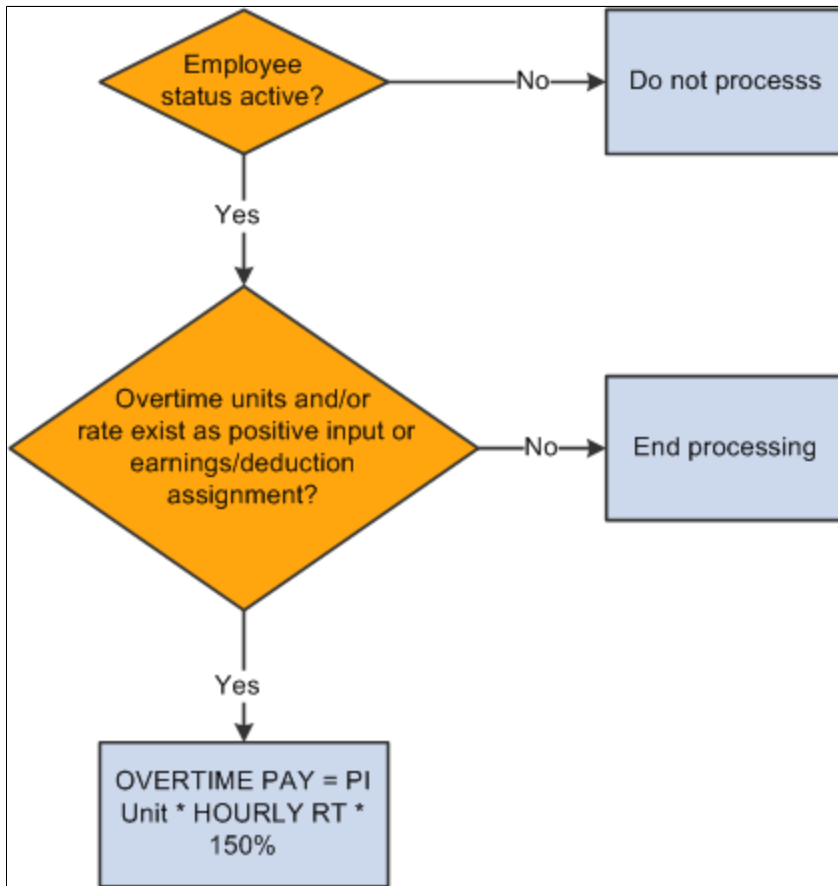 Employee
status active?
No
Do not processs
Yes
Overtime units and/or
rate exist as positive input or
earnings/deduction
assignment?
No
End processing
Yes
OVERTIME PAY = PI
Unit * HOURLY RT *
150%